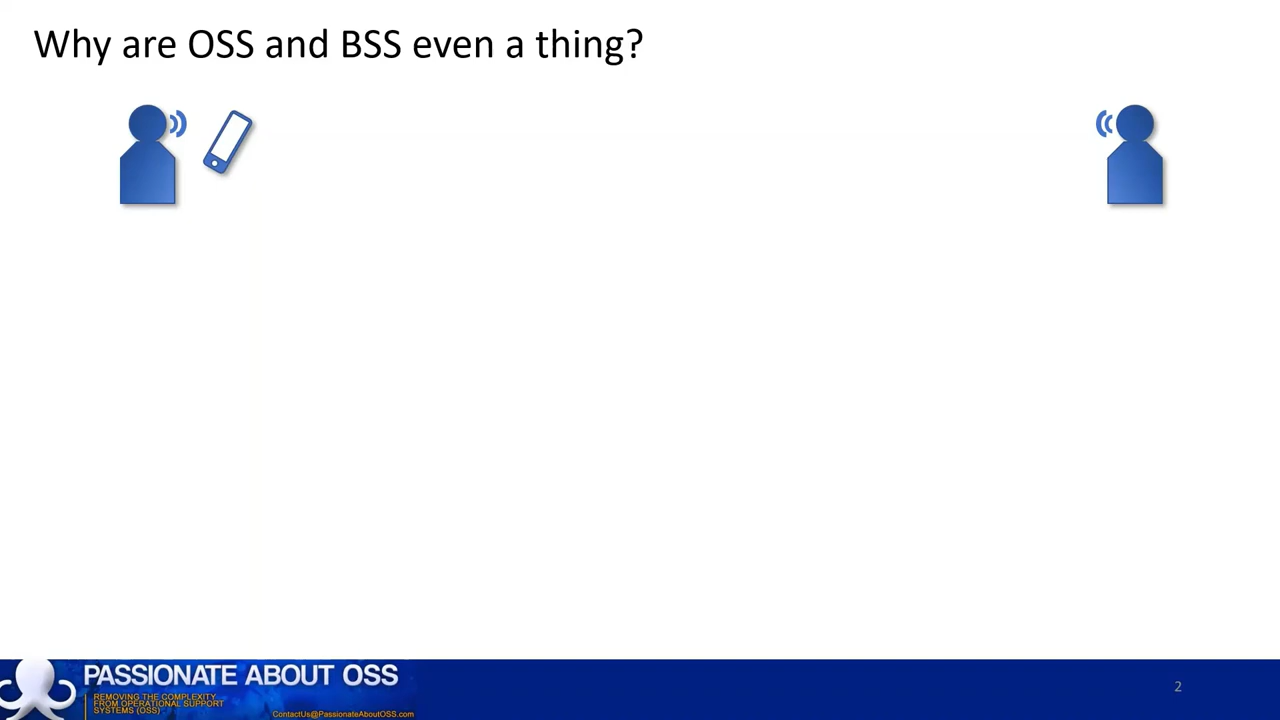 Why are OSS and BSS even a thing?
PASSIONATE ABOUT OSS
REMOVING THE COMPLEXITY
FROM OPERATIONAL SUPPORT
SYSTEMS (OSS)
ContactUs@PassionateAboutOSS.com
2